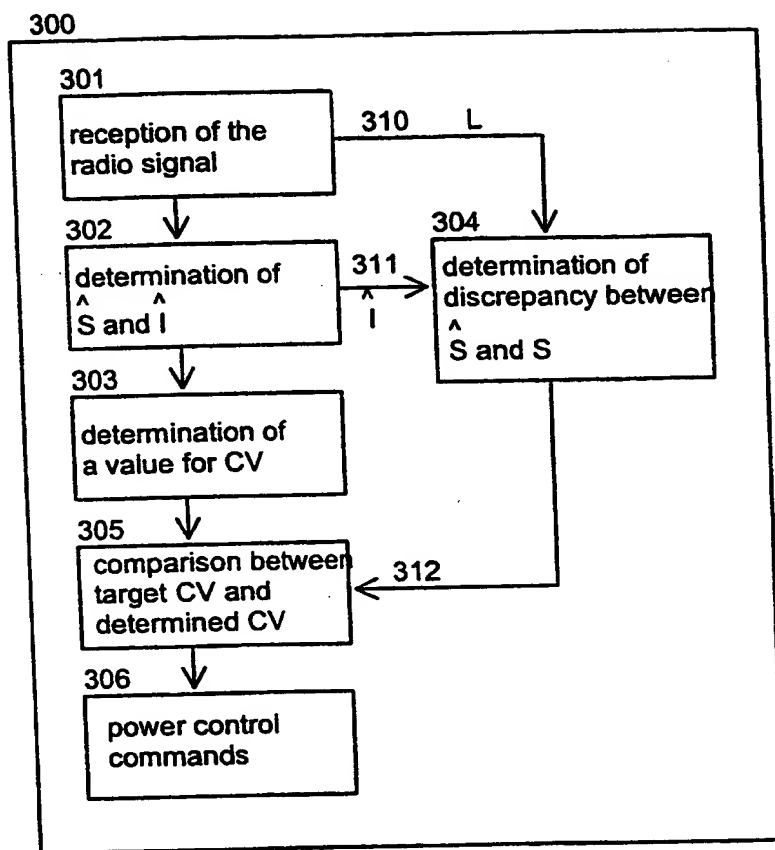 300
301
reception of the
radio signal
310 L
302
determination of
Ŝ and Î
311
Î
304
determination of
discrepancy between
Ŝ and S
303
determination of
a value for CV
305
comparison between
target CV and
determined CV
312
306
power control
commands